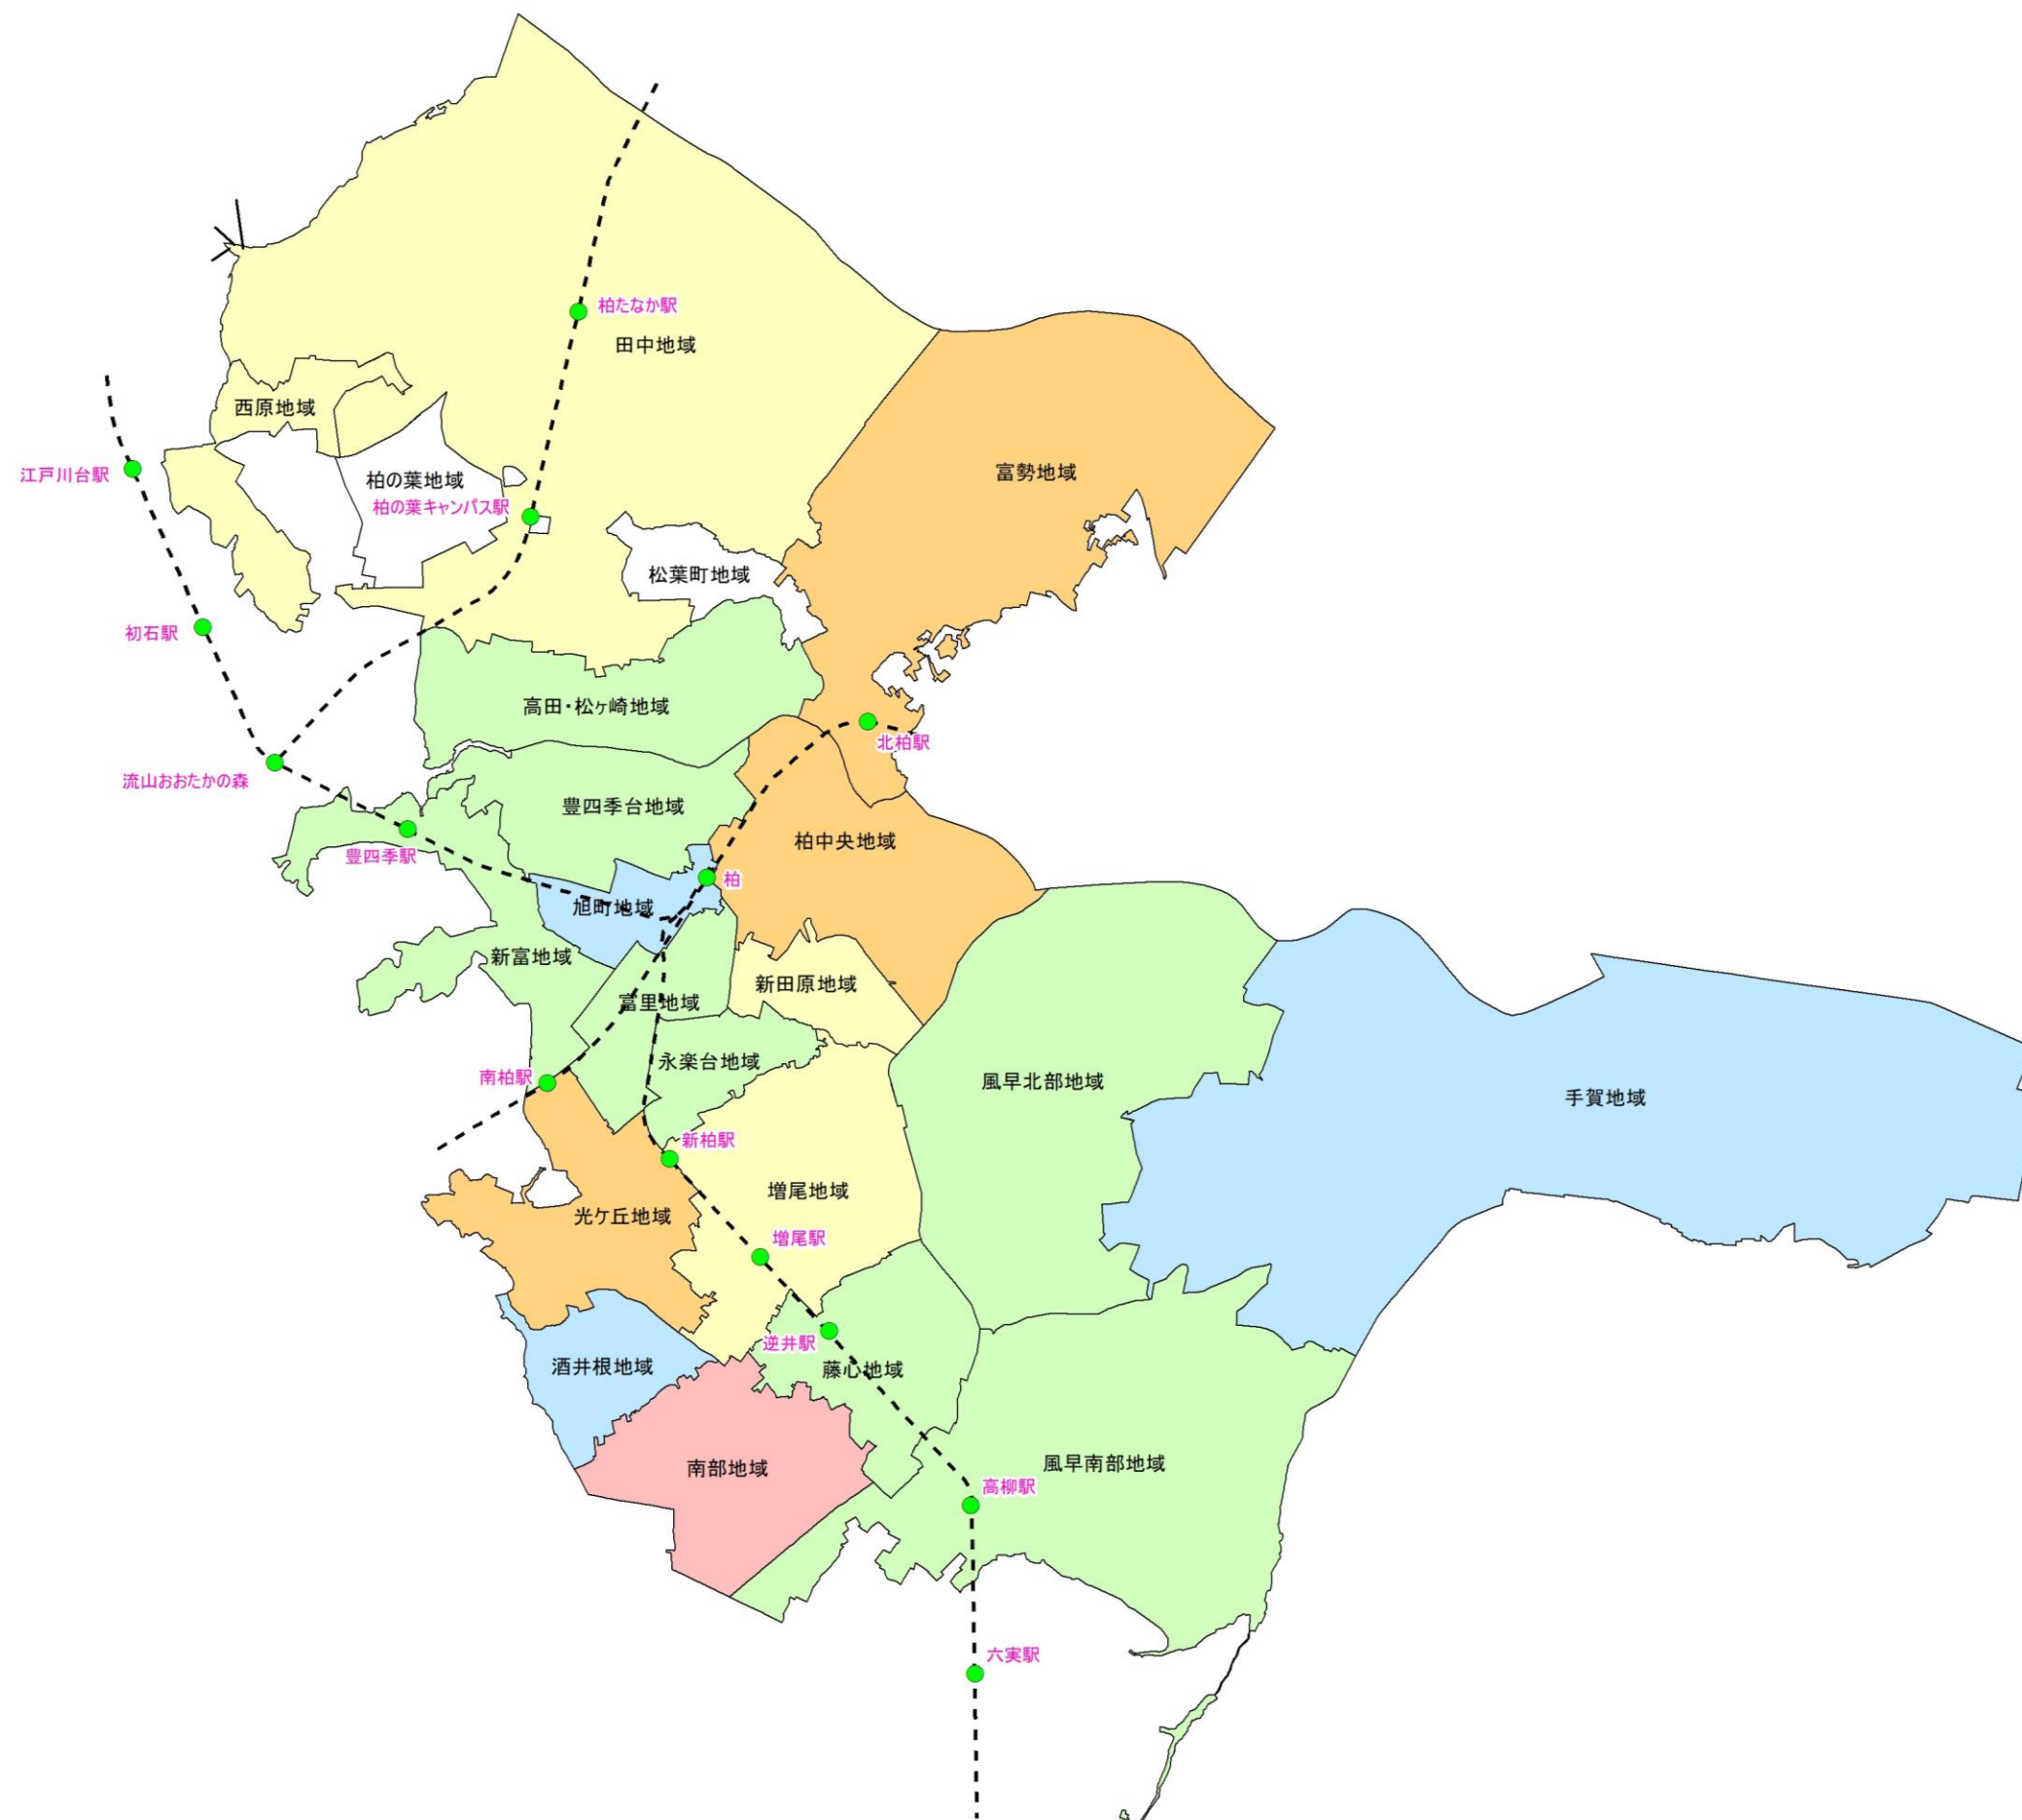 柏たなか駅
田中地域
西原地域
江戸川台駅
柏の葉地域
富勢地域
柏の葉キャンパス駅
松葉町地域
初石駅
高田・松ヶ崎地域
北柏駅
流山おおたかの森
豊四季台地域
柏中央地域
豊四季駅
柏
旭町地域
新富地域
新田原地域
富里地域
永楽台地域
南柏駅
風早北部地域
手賀地域
新柏駅
増尾地域
光ケ丘地域
増尾駅
逆井駅
酒井根地域
藤心地域
南部地域
風早南部地域
高柳駅
六実駅